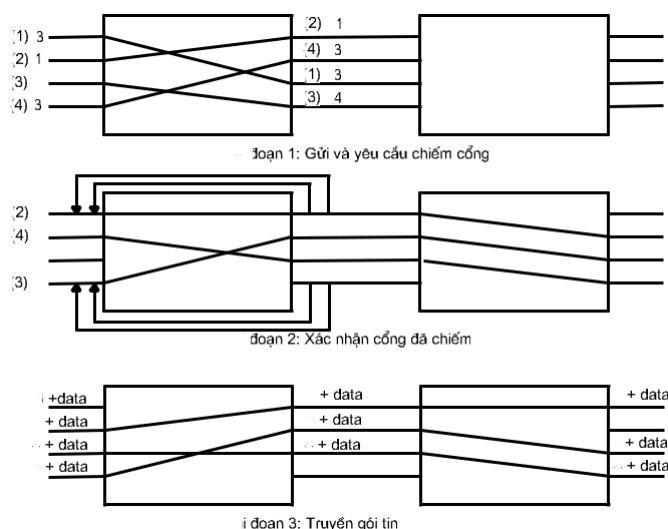 (2) 1
(1) 3
(4) 3
(2) 1
(1) 3
(3)
(3) 4
(4) 3
đoạn 1: Gửi và yêu cầu chiếm cổng
(2)
(4)
(3)
đoạn 2: Xác nhận cổng đã chiếm
+data + data + data
+ data + data
+ data + data + data
+ data + data
đoạn 3: Truyền gói tin